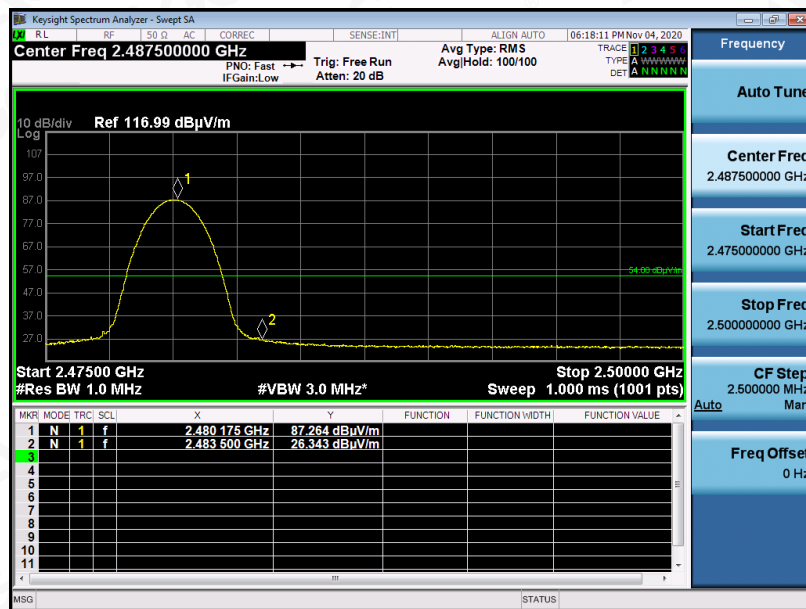 Keysight Spectrum Analyzer - Swept SA
LXI RL RF 50 Ω AC CORREC SENSE:INT ALIGN AUTO 06:18:11 PM Nov 04, 2020
Center Freq 2.487500000 GHz
PNO: Fast
IFGain:Low
Trig: Free Run
Atten: 20 dB
Avg Type: RMS
Avg|Hold: 100/100
TRACE 1 2 3 4 5 6
TYPE A WWWWW
DET A N N N N N
10 dB/div Ref 116.99 dBµV/m
Log
107
97.0
87.0
77.0
67.0
57.0
47.0
37.0
27.0
1
2
54.00 dBµV/m
Start 2.47500 GHz Stop 2.50000 GHz
#Res BW 1.0 MHz #VBW 3.0 MHz* Sweep 1.000 ms (1001 pts)
MKR MODE TRC SCL X Y FUNCTION FUNCTION WIDTH FUNCTION VALUE
1 N 1 f 2.480 175 GHz 87.264 dBµV/m
2 N 1 f 2.483 500 GHz 26.343 dBµV/m
3
4
5
6
7
8
9
10
11
MSG STATUS
Frequency
Auto Tune
Center Freq
2.487500000 GHz
Start Freq
2.475000000 GHz
Stop Freq
2.500000000 GHz
CF Step
2.500000 MHz
Auto Man
Freq Offset
0 Hz